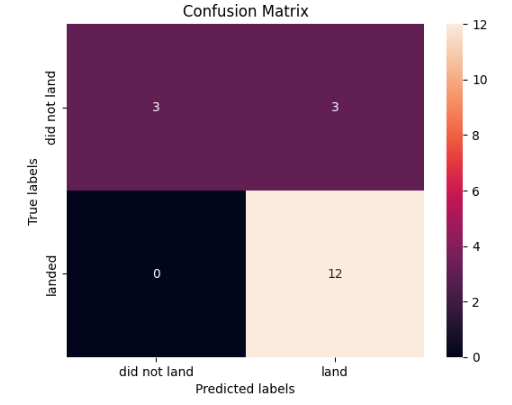 Confusion Matrix
did not land
landed
True labels
3
3
0
12
did not land
land
Predicted labels
12
10
8
6
4
2
0